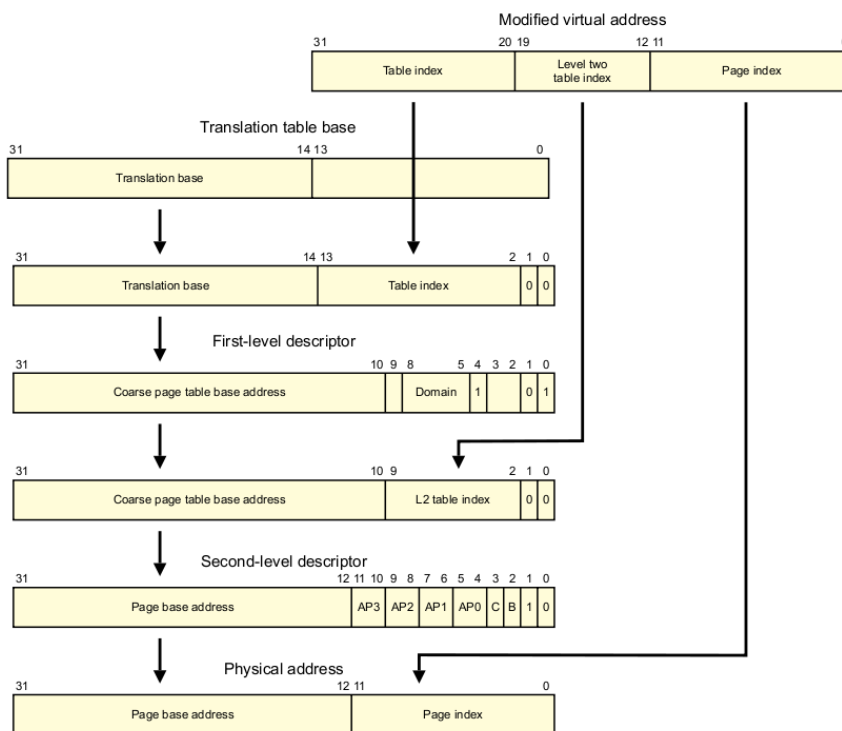 Modified virtual address
31 20 19 12 11
Table index
Level two
table index
Page index
Translation table base
31 14 13 0
Translation base
31 14 13 2 1 0
Translation base Table index 0 0
First-level descriptor
31 10 9 8 5 4 3 2 1 0
Coarse page table base address Domain 1 0 1
31 10 9 2 1 0
Coarse page table base address L2 table index 0 0
Second-level descriptor
31 12 11 10 9 8 7 6 5 4 3 2 1 0
Page base address AP3 AP2 AP1 AP0 C B 1 0
Physical address
31 12 11 0
Page base address Page index